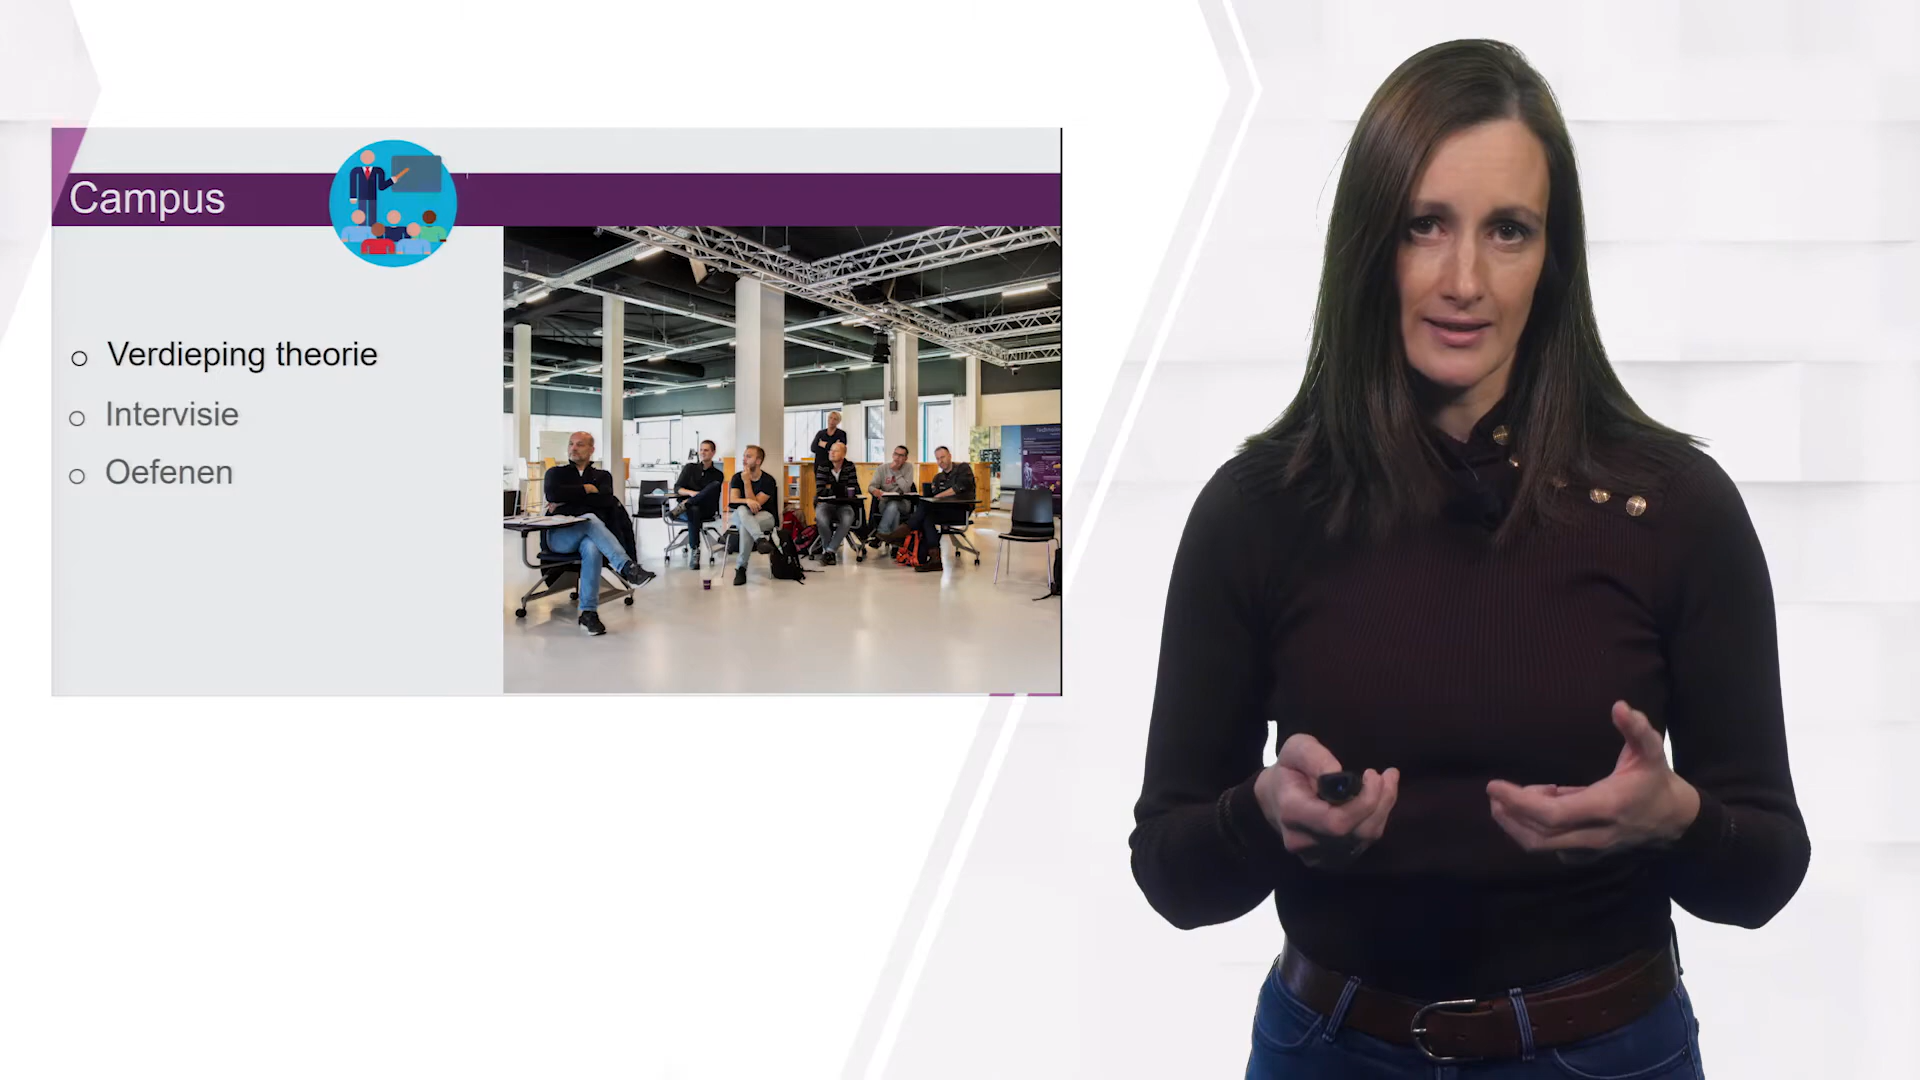 Campus
Verdieping theorie
Intervisie
Oefenen